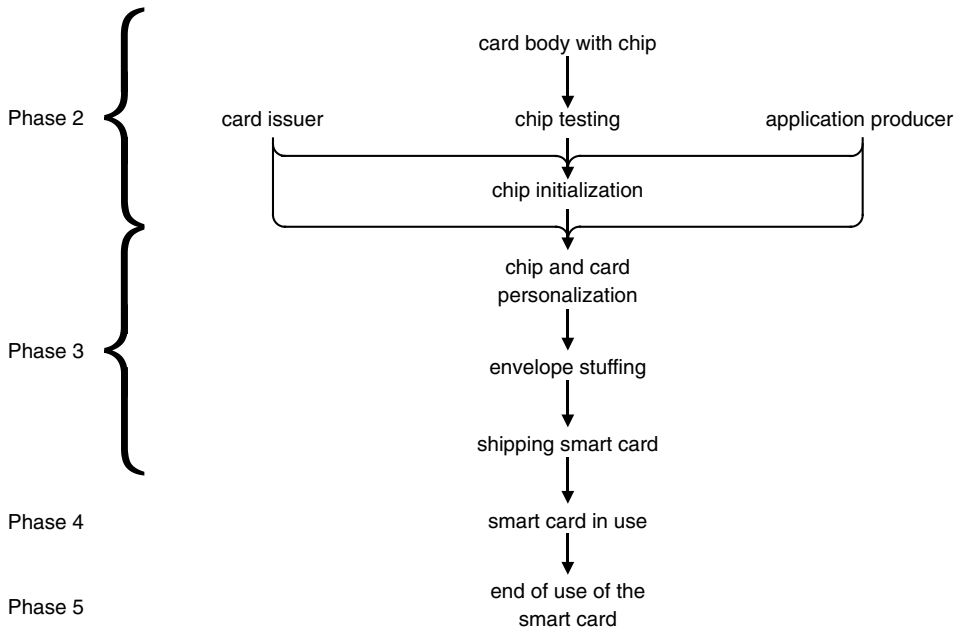 card body with chip
Phase 2
card issuer
chip testing
application producer
chip initialization
chip and card
personalization
Phase 3
envelope stuffing
shipping smart card
Phase 4
smart card in use
Phase 5
end of use of the
smart card